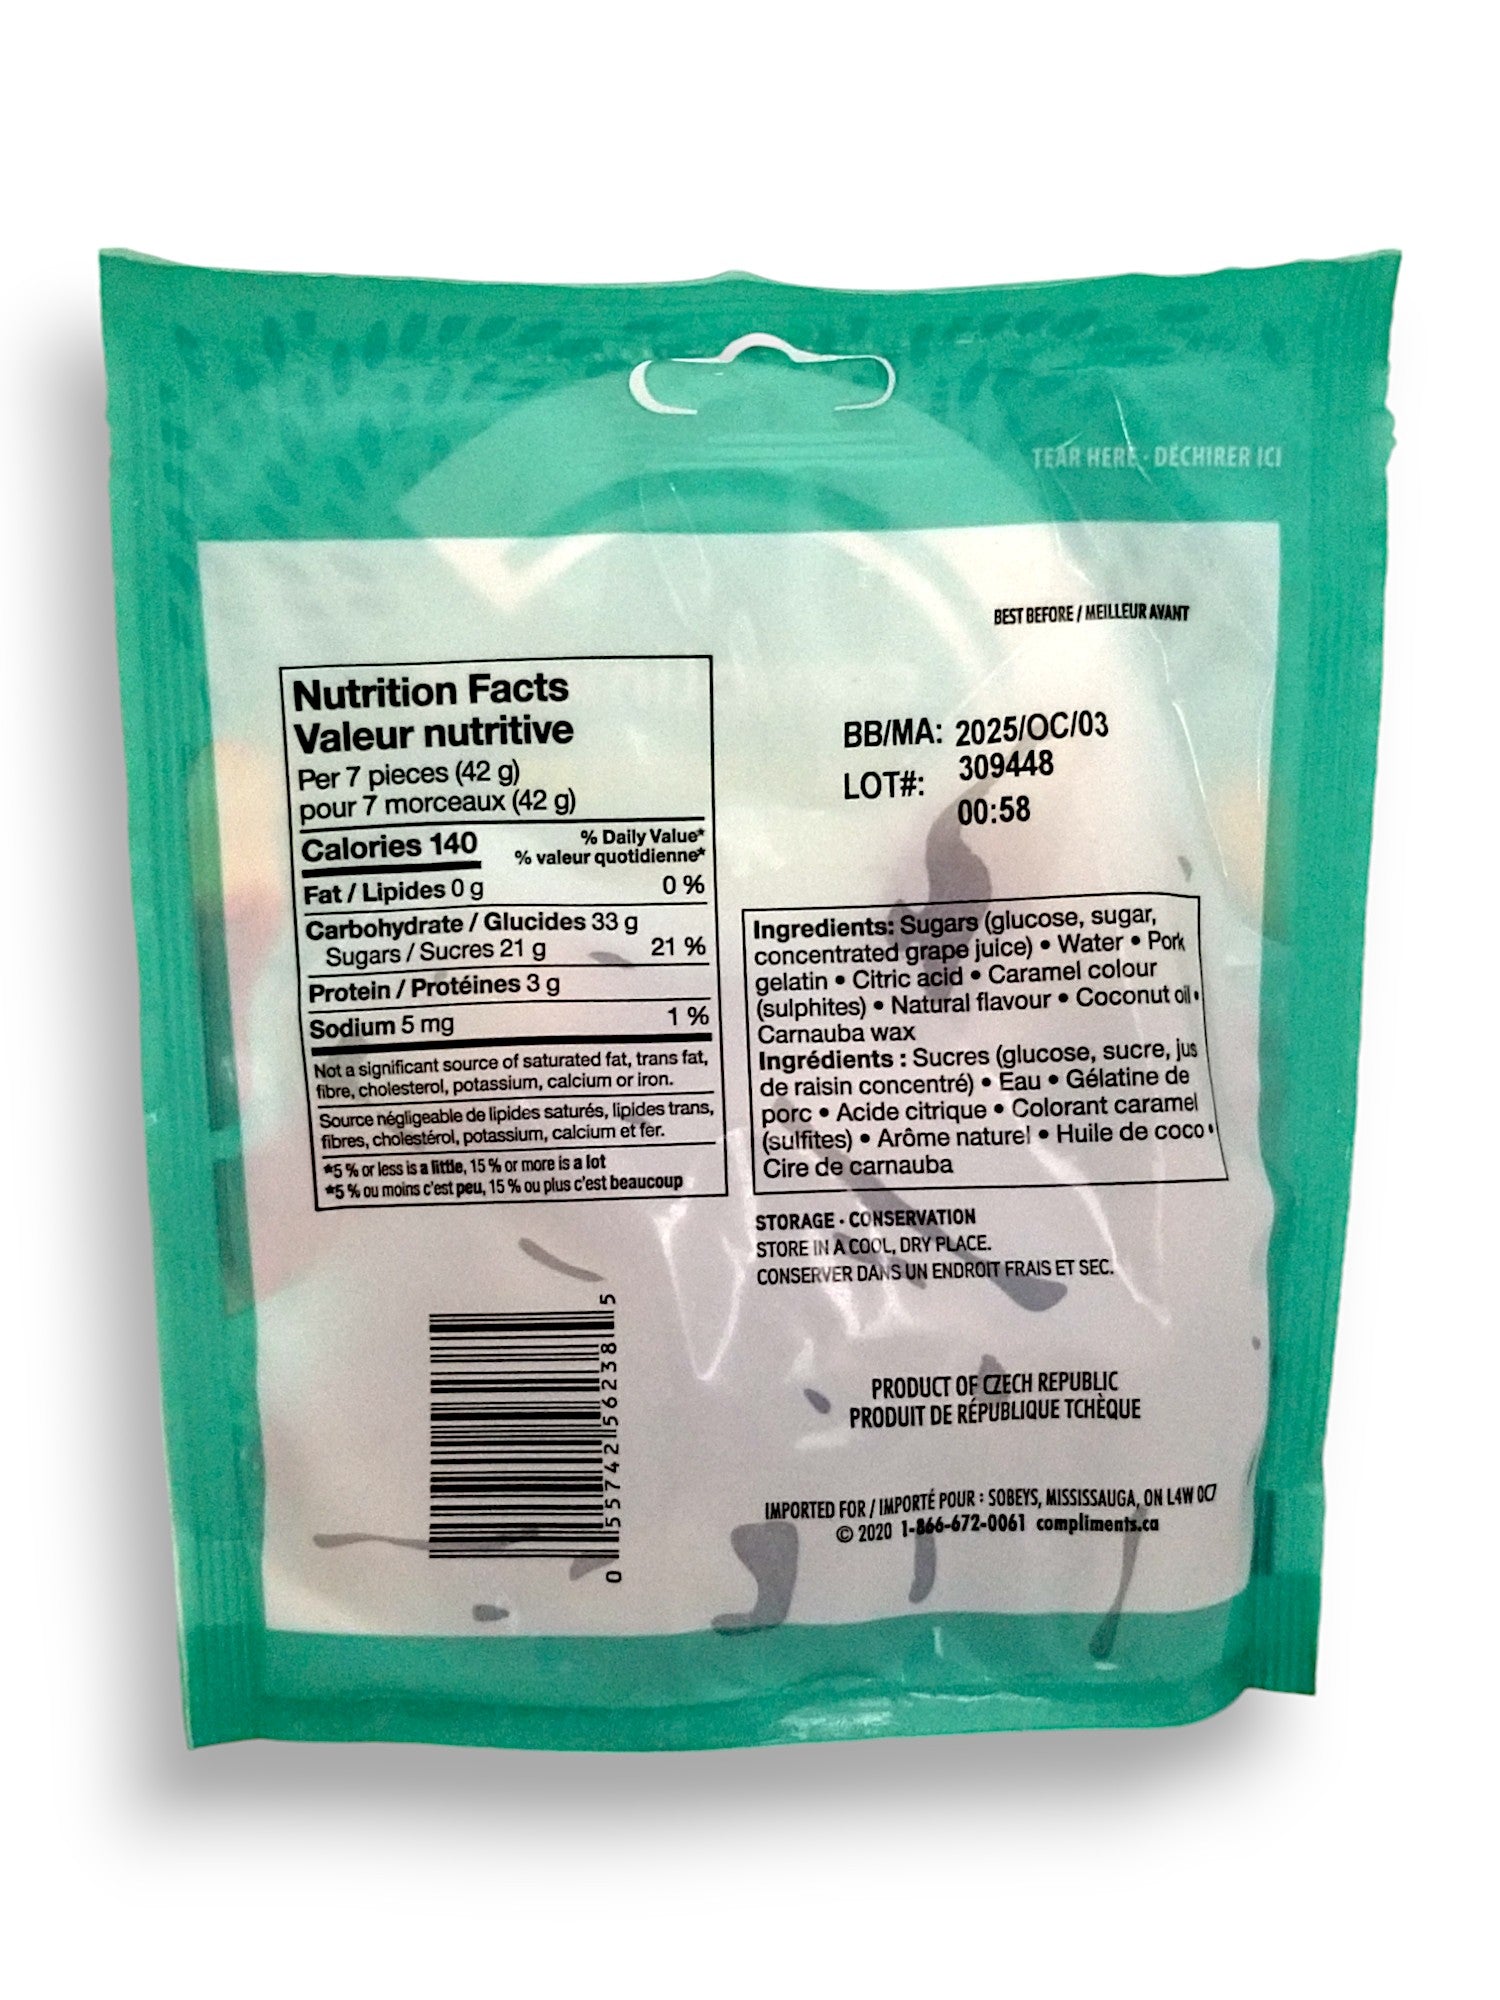 TEAR HERE · DÉCHIRER ICI
BEST BEFORE / MEILLEUR AVANT
BB/MA: 2025/OC/03
LOT#: 309448
00:58
Nutrition Facts
Valeur nutritive
Per 7 pieces (42 g)
pour 7 morceaux (42 g)
Calories 140
% Daily Value*
% valeur quotidienne*
Fat / Lipides 0 g 0 %
Carbohydrate / Glucides 33 g
Sugars / Sucres 21 g 21 %
Protein / Protéines 3 g
Sodium 5 mg 1 %
Not a significant source of saturated fat, trans fat,
fibre, cholesterol, potassium, calcium or iron.
Source négligeable de lipides saturés, lipides trans,
fibres, cholestérol, potassium, calcium et fer.
*5 % or less is a little, 15 % or more is a lot
*5 % ou moins c'est peu, 15 % ou plus c'est beaucoup
Ingredients: Sugars (glucose, sugar,
concentrated grape juice) • Water • Pork
gelatin • Citric acid • Caramel colour
(sulphites) • Natural flavour • Coconut oil •
Carnauba wax
Ingrédients : Sucres (glucose, sucre, jus
de raisin concentré) • Eau • Gélatine de
porc • Acide citrique • Colorant caramel
(sulfites) • Arôme naturel • Huile de coco •
Cire de carnauba
STORAGE · CONSERVATION
STORE IN A COOL, DRY PLACE.
CONSERVER DANS UN ENDROIT FRAIS ET SEC.
PRODUCT OF CZECH REPUBLIC
PRODUIT DE RÉPUBLIQUE TCHÈQUE
IMPORTED FOR / IMPORTÉ POUR : SOBEYS, MISSISSAUGA, ON L4W 0C7
© 2020 1-866-672-0061 compliments.ca
0 55742 56238 5